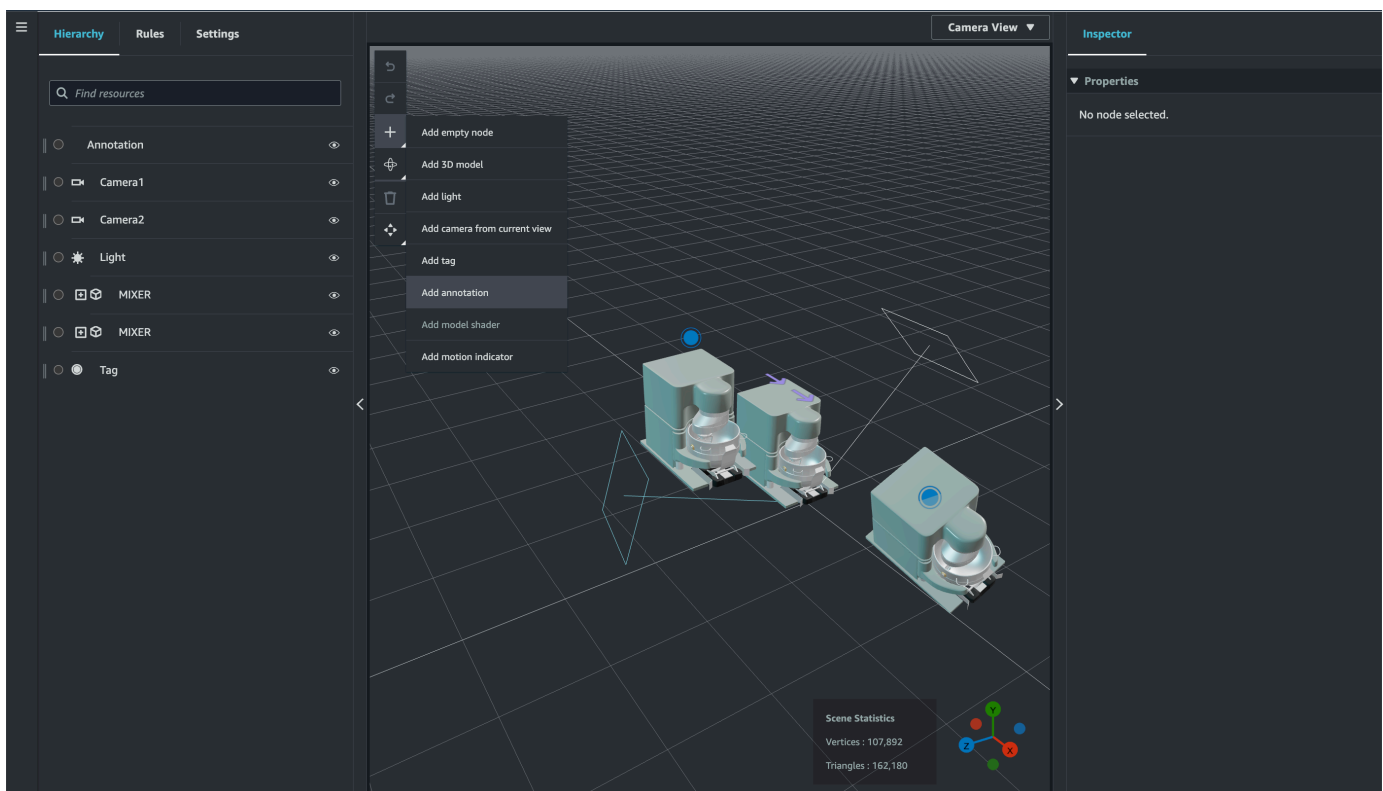 Hierarchy Rules Settings
Camera View
Inspector
Find resources
Annotation
Camera1
Camera2
Light
MIXER
MIXER
Tag
Add empty node
Add 3D model
Add light
Add camera from current view
Add tag
Add annotation
Add model shader
Add motion indicator
Properties
No node selected.
Scene Statistics
Vertices : 107,892
Triangles : 162,180
Y
Z
X